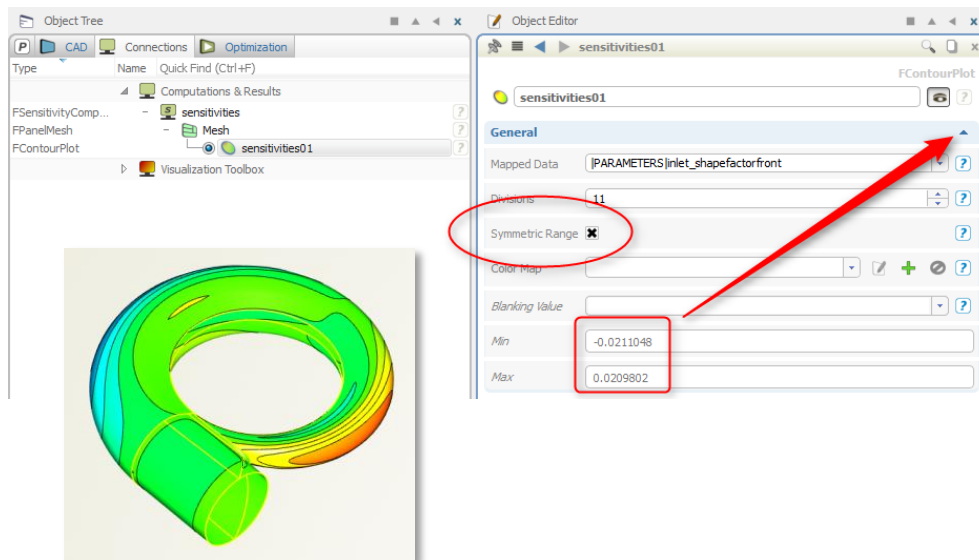 Object Tree
P CAD Connections Optimization
Type Name Quick Find (Ctrl+F)
Computations & Results
FSensitivityComp... S sensitivities ?
FPanelMesh Mesh ?
FContourPlot sensitivities01 ?
Visualization Toolbox
Object Editor
sensitivities01
FContourPlot
sensitivities01 ?
General
Mapped Data |PARAMETERS|inlet_shapefactorfront ?
Divisions 11 ?
Symmetric Range ?
Color Map ?
Blanking Value ?
Min -0.0211048
Max 0.0209802